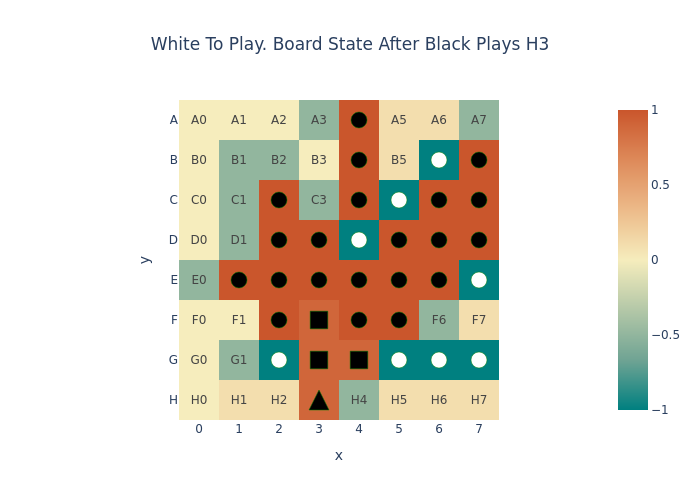 White To Play. Board State After Black Plays H3
A A0 A1 A2 A3 A5 A6 A7
B B0 B1 B2 B3 B5
C C0 C1 C3
D D0 D1
E E0
F F0 F1 F6 F7
G G0 G1
H H0 H1 H2 H4 H5 H6 H7
0 1 2 3 4 5 6 7
x
y
1
0.5
0
−0.5
−1